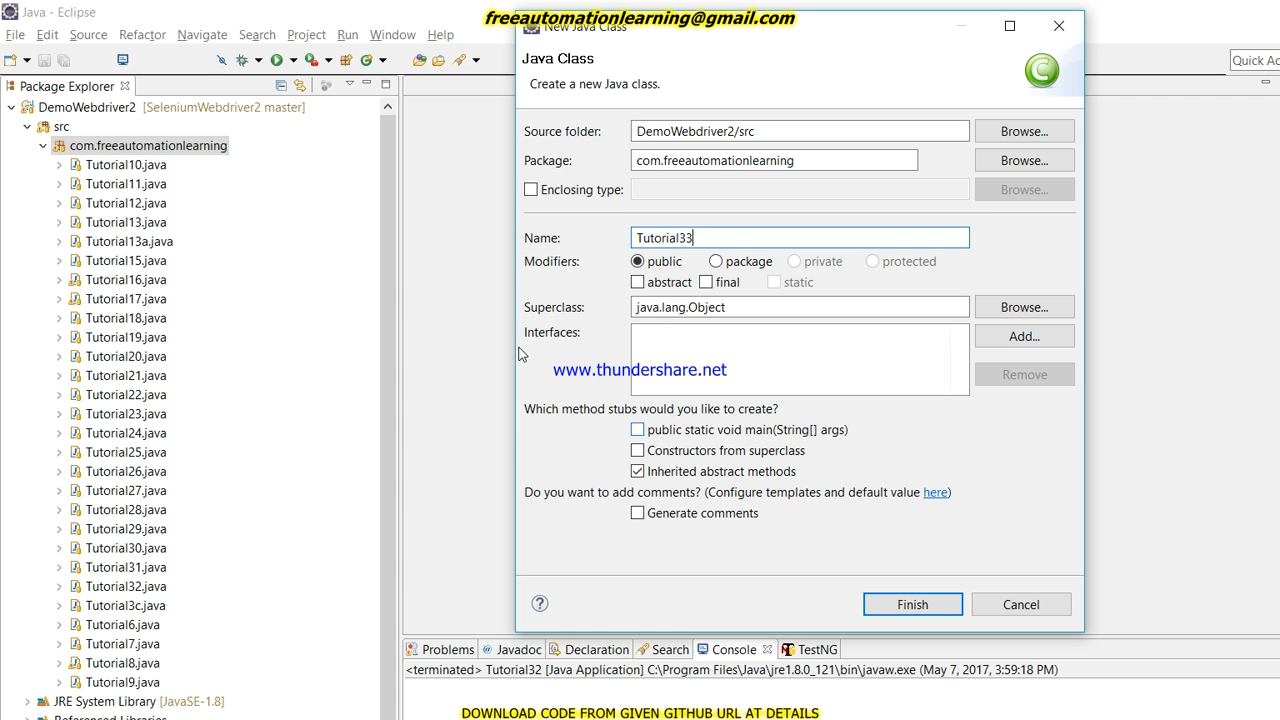 Java - Eclipse
freeautomationlearning@gmail.com
New Java Class
File Edit Source Refactor Navigate Search Project Run Window Help
Quick Ac
Package Explorer
DemoWebdriver2 [SeleniumWebdriver2 master]
src
com.freeautomationlearning
Tutorial10.java
Tutorial11.java
Tutorial12.java
Tutorial13.java
Tutorial13a.java
Tutorial15.java
Tutorial16.java
Tutorial17.java
Tutorial18.java
Tutorial19.java
Tutorial20.java
Tutorial21.java
Tutorial22.java
Tutorial23.java
Tutorial24.java
Tutorial25.java
Tutorial26.java
Tutorial27.java
Tutorial28.java
Tutorial29.java
Tutorial30.java
Tutorial31.java
Tutorial32.java
Tutorial3c.java
Tutorial6.java
Tutorial7.java
Tutorial8.java
Tutorial9.java
JRE System Library [JavaSE-1.8]
Referenced Libraries
Java Class
Create a new Java class.
Source folder: DemoWebdriver2/src Browse...
Package: com.freeautomationlearning Browse...
Enclosing type: Browse...
Name: Tutorial33
Modifiers: public package private protected
abstract final static
Superclass: java.lang.Object Browse...
Interfaces: Add...
www.thundershare.net
Remove
Which method stubs would you like to create?
public static void main(String[] args)
Constructors from superclass
Inherited abstract methods
Do you want to add comments? (Configure templates and default value here)
Generate comments
Finish Cancel
Problems @ Javadoc Declaration Search Console TestNG
<terminated> Tutorial32 [Java Application] C:\Program Files\Java\jre1.8.0_121\bin\javaw.exe (May 7, 2017, 3:59:18 PM)
DOWNLOAD CODE FROM GIVEN GITHUB URL AT DETAILS